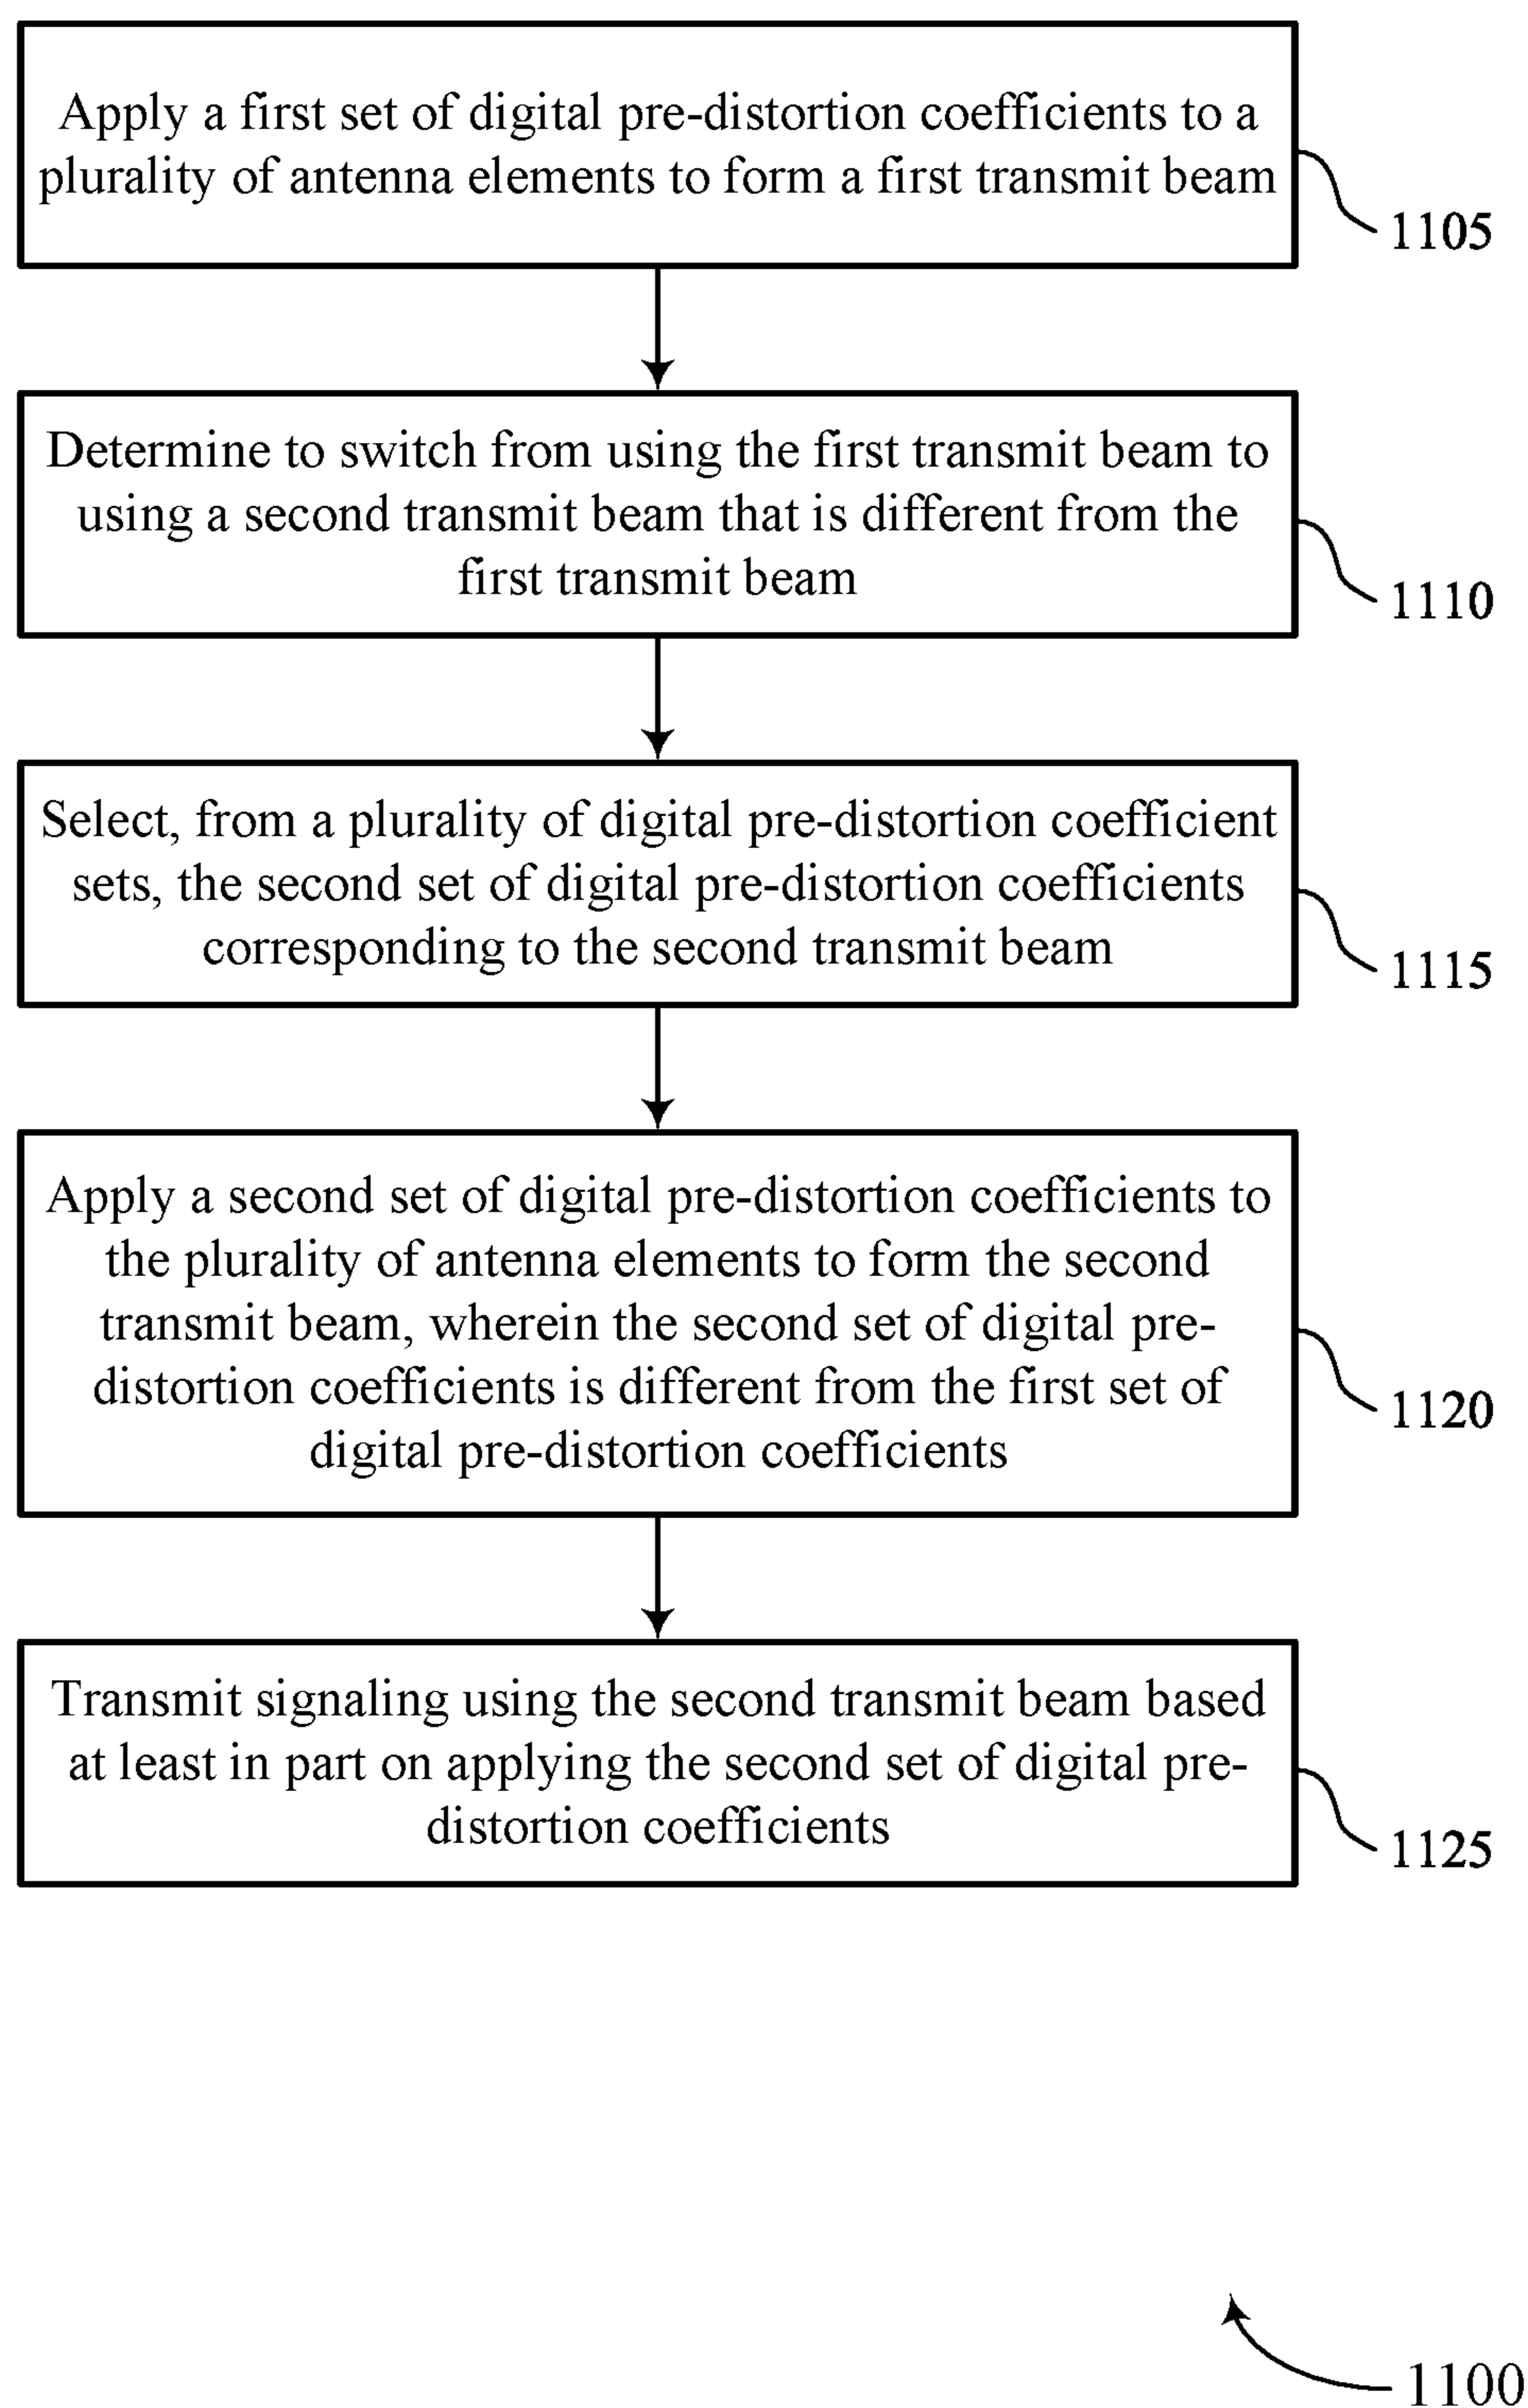 Apply a first set of digital pre-distortion coefficients to a
plurality of antenna elements to form a first transmit beam
1105
Determine to switch from using the first transmit beam to
using a second transmit beam that is different from the
first transmit beam
1110
Select, from a plurality of digital pre-distortion coefficient
sets, the second set of digital pre-distortion coefficients
corresponding to the second transmit beam
1115
Apply a second set of digital pre-distortion coefficients to
the plurality of antenna elements to form the second
transmit beam, wherein the second set of digital pre-
distortion coefficients is different from the first set of
digital pre-distortion coefficients
1120
Transmit signaling using the second transmit beam based
at least in part on applying the second set of digital pre-
distortion coefficients
1125
1100